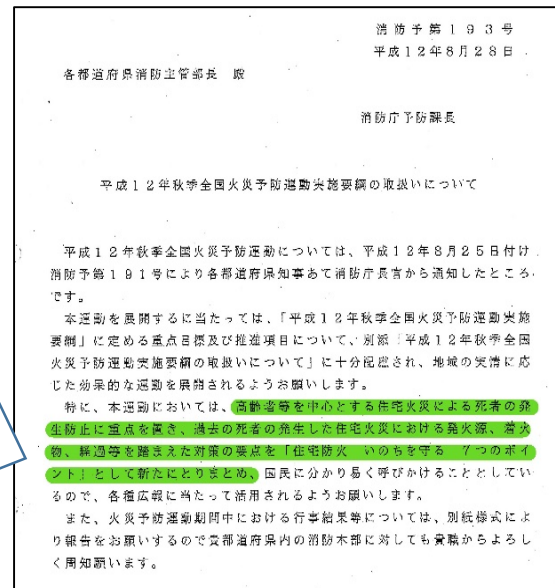 消防予第193号
平成12年8月28日
各都道府県消防主管部長 殿
消防庁予防課長
平成12年秋季全国火災予防運動実施要綱の取扱いについて
平成12年秋季全国火災予防運動については、平成12年8月25日付け
消防予第191号により各都道府県知事あて消防庁長官から通知したところ
です。
本運動を展開するに当たっては、「平成12年秋季全国火災予防運動実施
要綱」に定める重点目標及び推進項目について、別添「平成12年秋季全国
火災予防運動実施要綱の取扱いについて」に十分配意され、地域の実情に応
じた効果的な運動を展開されるようお願いします。
特に、本運動においては、高齢者等を中心とする住宅火災による死者の発
生防止に重点を置き、過去の死者の発生した住宅火災における発火源、着火
物、経過等を踏まえた対策の要点を「住宅防火 いのちを守る 7つのポイ
ント」として新たにとりまとめ、国民に分かり易く呼びかけることとしてい
るので、各種広報に当たって活用されるようお願いします。
また、火災予防運動期間中における行事結果等については、別紙様式によ
り報告をお願いするので貴都道府県内の消防本部に対しても貴職からよろし
く周知願います。